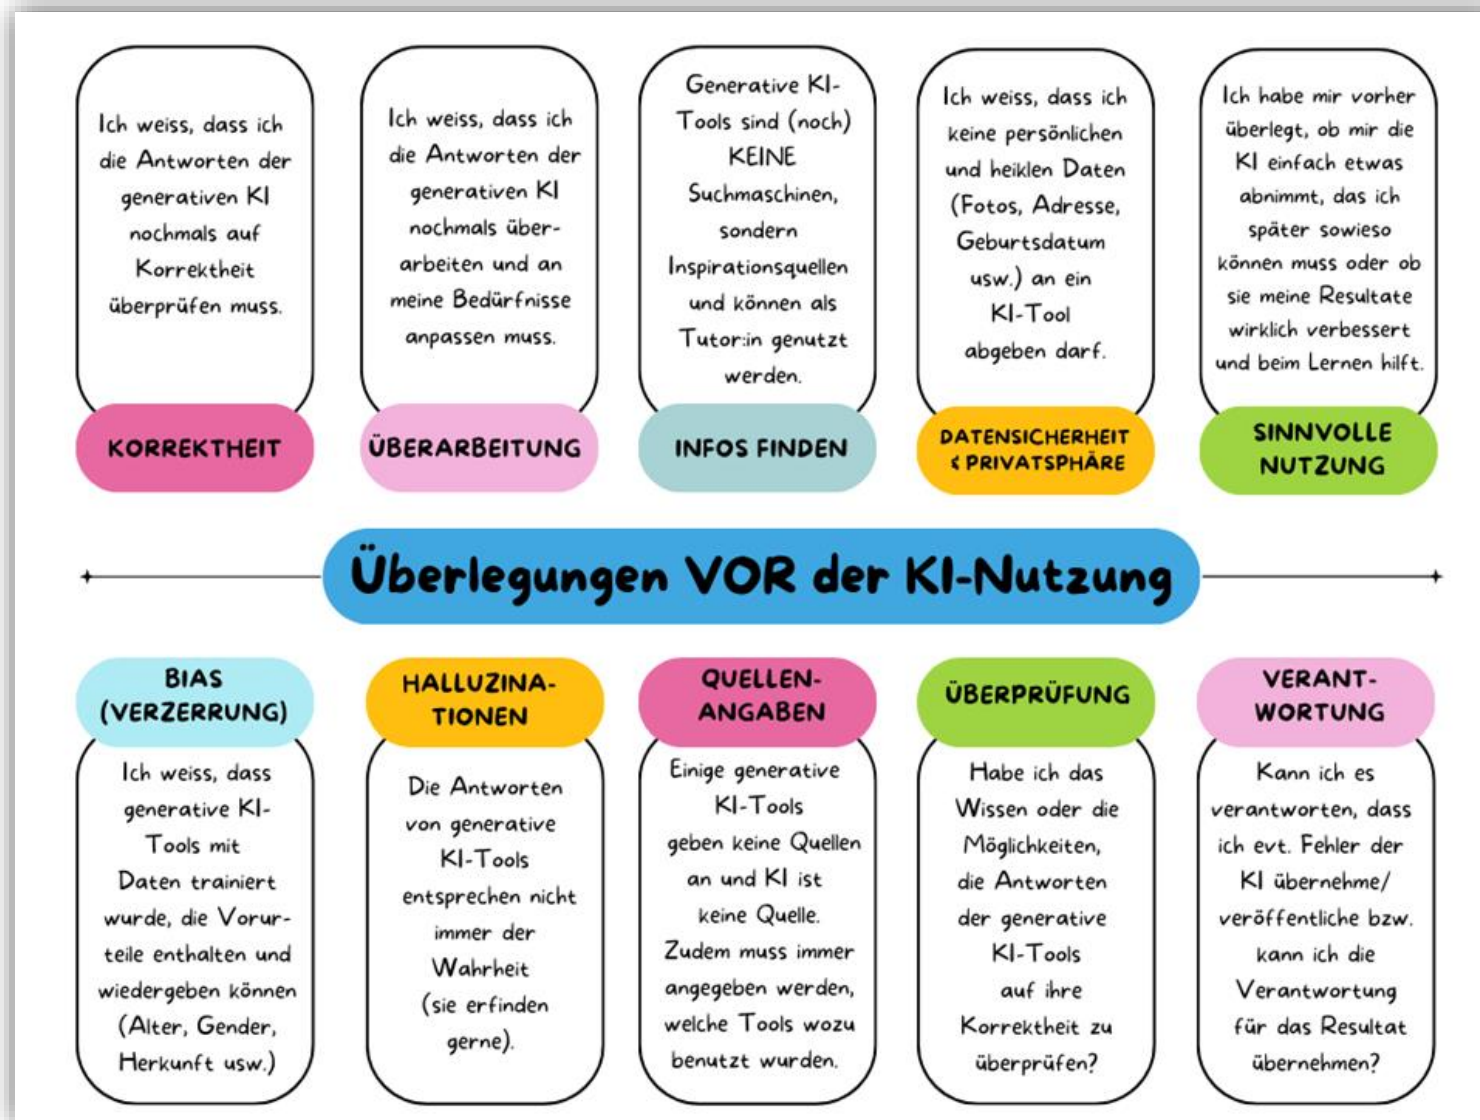 Ich weiss, dass ich
die Antworten der
generativen KI
nochmals auf
Korrektheit
überprüfen muss.
KORREKTHEIT
Ich weiss, dass ich
die Antworten der
generativen KI
nochmals über-
arbeiten und an
meine Bedürfnisse
anpassen muss.
ÜBERARBEITUNG
Generative KI-
Tools sind (noch)
KEINE
Suchmaschinen,
sondern
Inspirationsquellen
und können als
Tutor:in genutzt
werden.
INFOS FINDEN
Ich weiss, dass ich
keine persönlichen
und heiklen Daten
(Fotos, Adresse,
Geburtsdatum
usw.) an ein
KI-Tool
abgeben darf.
DATENSICHERHEIT
& PRIVATSPHÄRE
Ich habe mir vorher
überlegt, ob mir die
KI einfach etwas
abnimmt, das ich
später sowieso
können muss oder ob
sie meine Resultate
wirklich verbessert
und beim Lernen hilft.
SINNVOLLE
NUTZUNG
Überlegungen VOR der KI-Nutzung
BIAS
(VERZERRUNG)
Ich weiss, dass
generative KI-
Tools mit
Daten trainiert
wurde, die Vorur-
teile enthalten und
wiedergeben können
(Alter, Gender,
Herkunft usw.)
HALLUZINA-
TIONEN
Die Antworten
von generative
KI-Tools
entsprechen nicht
immer der
Wahrheit
(sie erfinden
gerne).
QUELLEN-
ANGABEN
Einige generative
KI-Tools
geben keine Quellen
an und KI ist
keine Quelle.
Zudem muss immer
angegeben werden,
welche Tools wozu
benutzt wurden.
ÜBERPRÜFUNG
Habe ich das
Wissen oder die
Möglichkeiten,
die Antworten
der generative
KI-Tools
auf ihre
Korrektheit zu
überprüfen?
VERANT-
WORTUNG
Kann ich es
verantworten, dass
ich evt. Fehler der
KI übernehme/
veröffentliche bzw.
kann ich die
Verantwortung
für das Resultat
übernehmen?